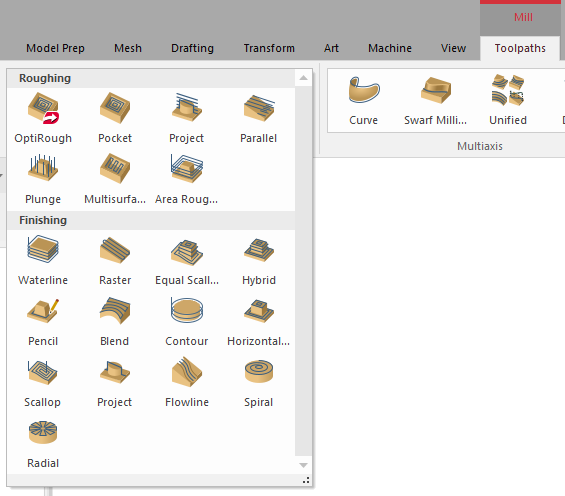 Mill
Model Prep Mesh Drafting Transform Art Machine View Toolpaths
Roughing
OptiRough Pocket Project Parallel
Plunge Multisurfa... Area Roug...
Finishing
Waterline Raster Equal Scall... Hybrid
Pencil Blend Contour Horizontal...
Scallop Project Flowline Spiral
Radial
Curve Swarf Milli... Unified
Multiaxis